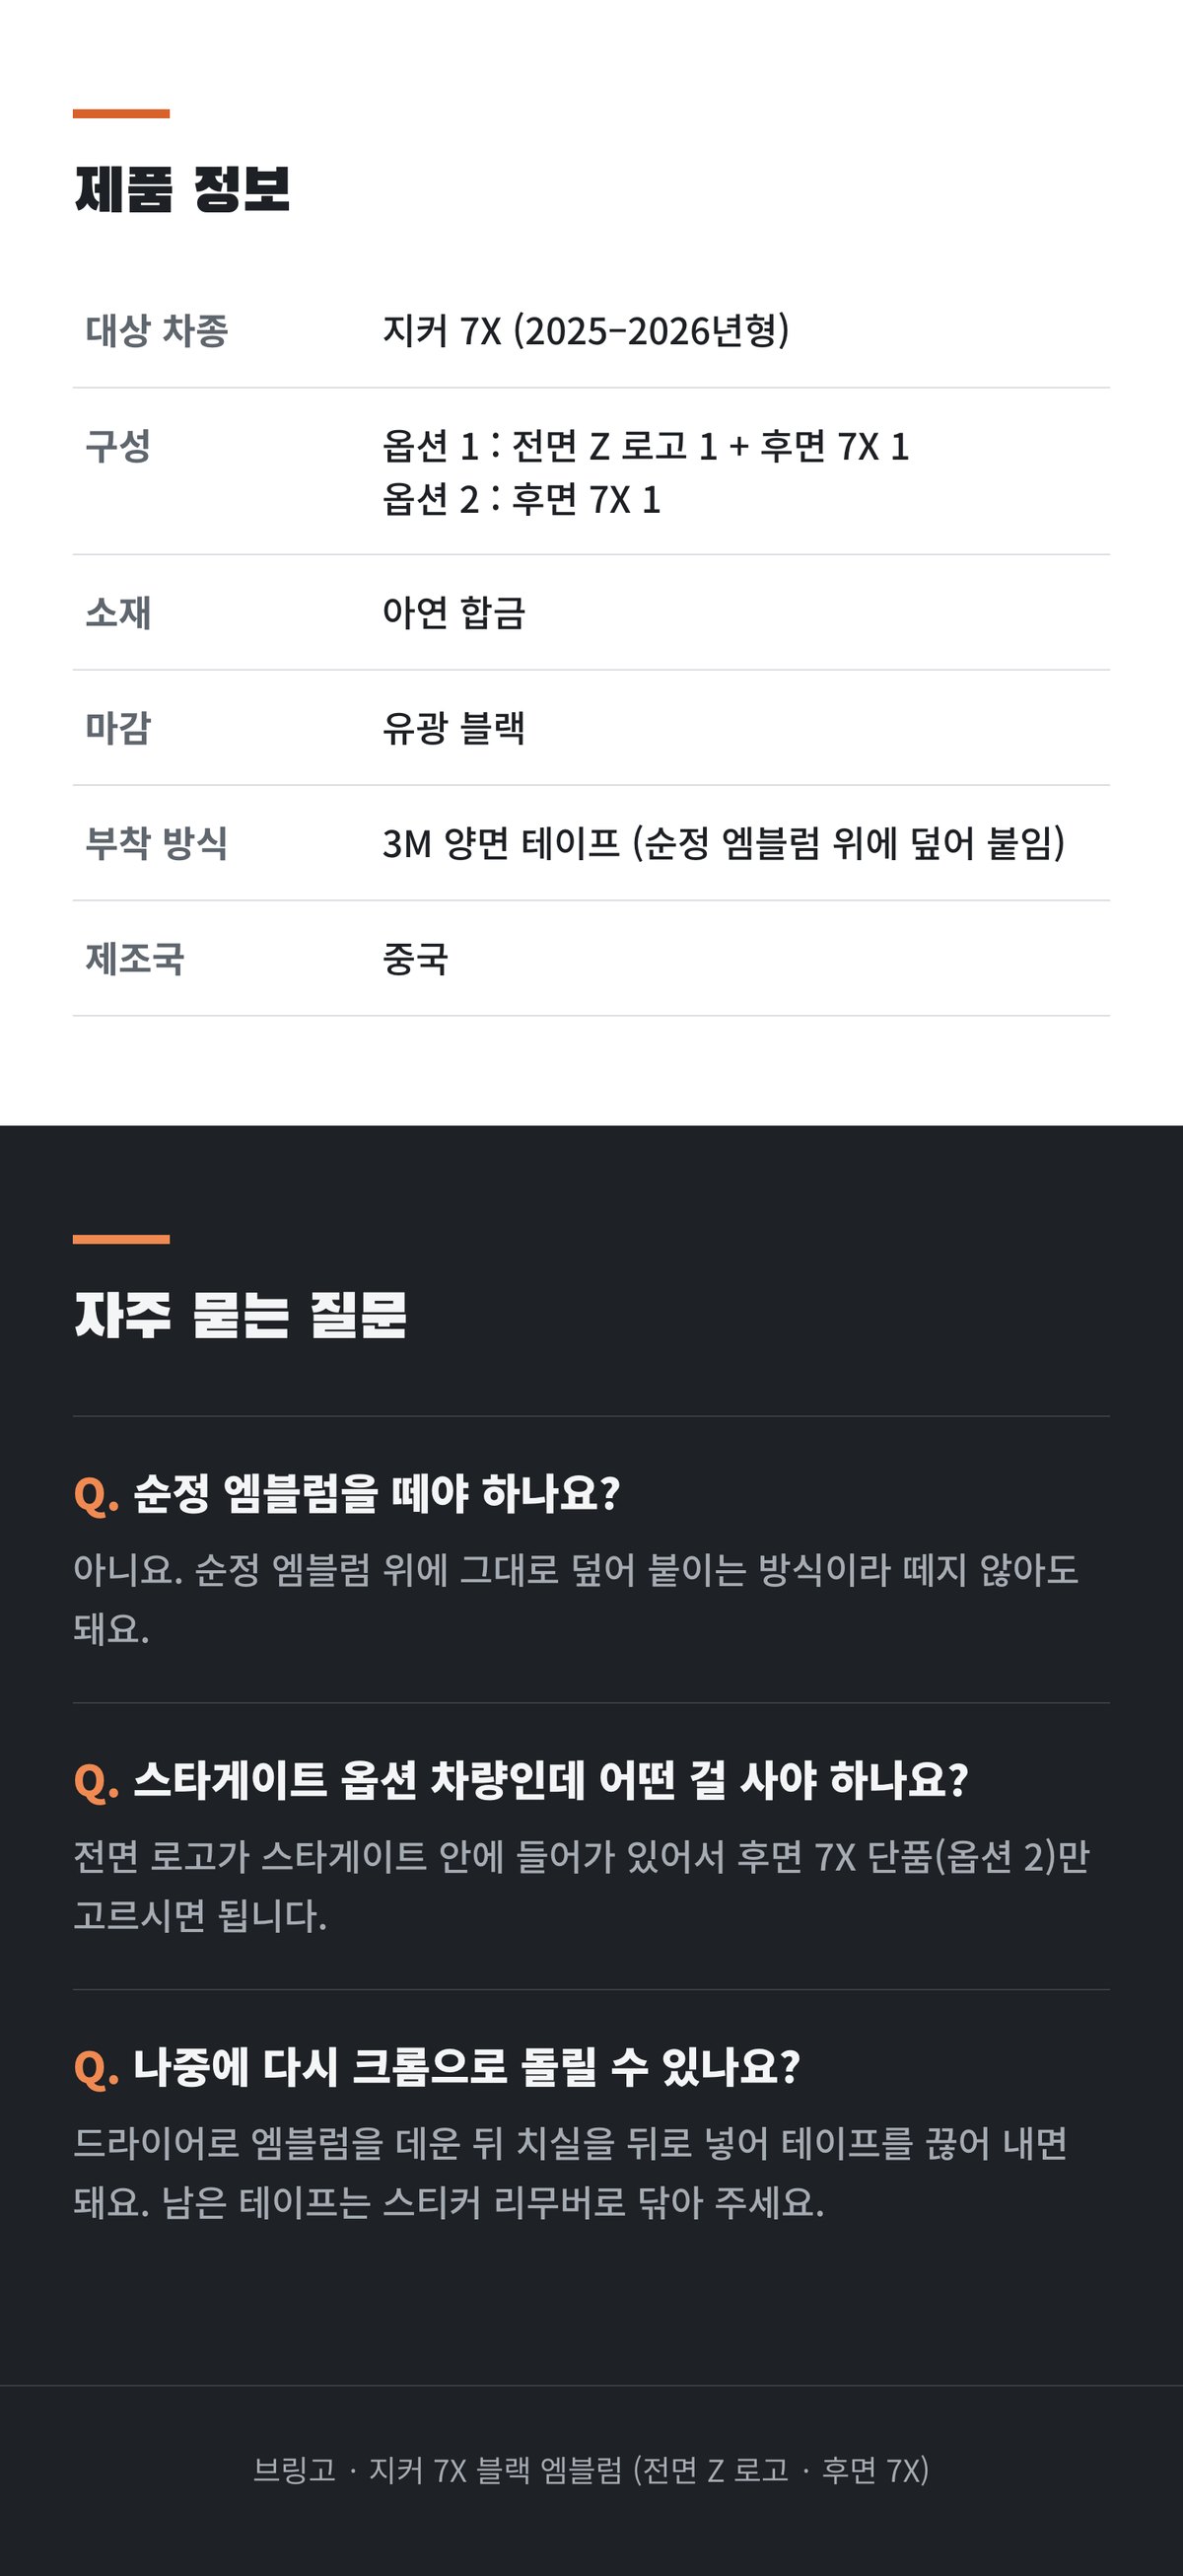 제품 정보
대상 차종 지커 7X (2025–2026년형)
구성 옵션 1 : 전면 Z 로고 1 + 후면 7X 1
옵션 2 : 후면 7X 1
소재 아연 합금
마감 유광 블랙
부착 방식 3M 양면 테이프 (순정 엠블럼 위에 덮어 붙임)
제조국 중국
자주 묻는 질문
Q. 순정 엠블럼을 떼야 하나요?
아니요. 순정 엠블럼 위에 그대로 덮어 붙이는 방식이라 떼지 않아도
돼요.
Q. 스타게이트 옵션 차량인데 어떤 걸 사야 하나요?
전면 로고가 스타게이트 안에 들어가 있어서 후면 7X 단품(옵션 2)만
고르시면 됩니다.
Q. 나중에 다시 크롬으로 돌릴 수 있나요?
드라이어로 엠블럼을 데운 뒤 치실을 뒤로 넣어 테이프를 끊어 내면
돼요. 남은 테이프는 스티커 리무버로 닦아 주세요.
브링고 · 지커 7X 블랙 엠블럼 (전면 Z 로고 · 후면 7X)